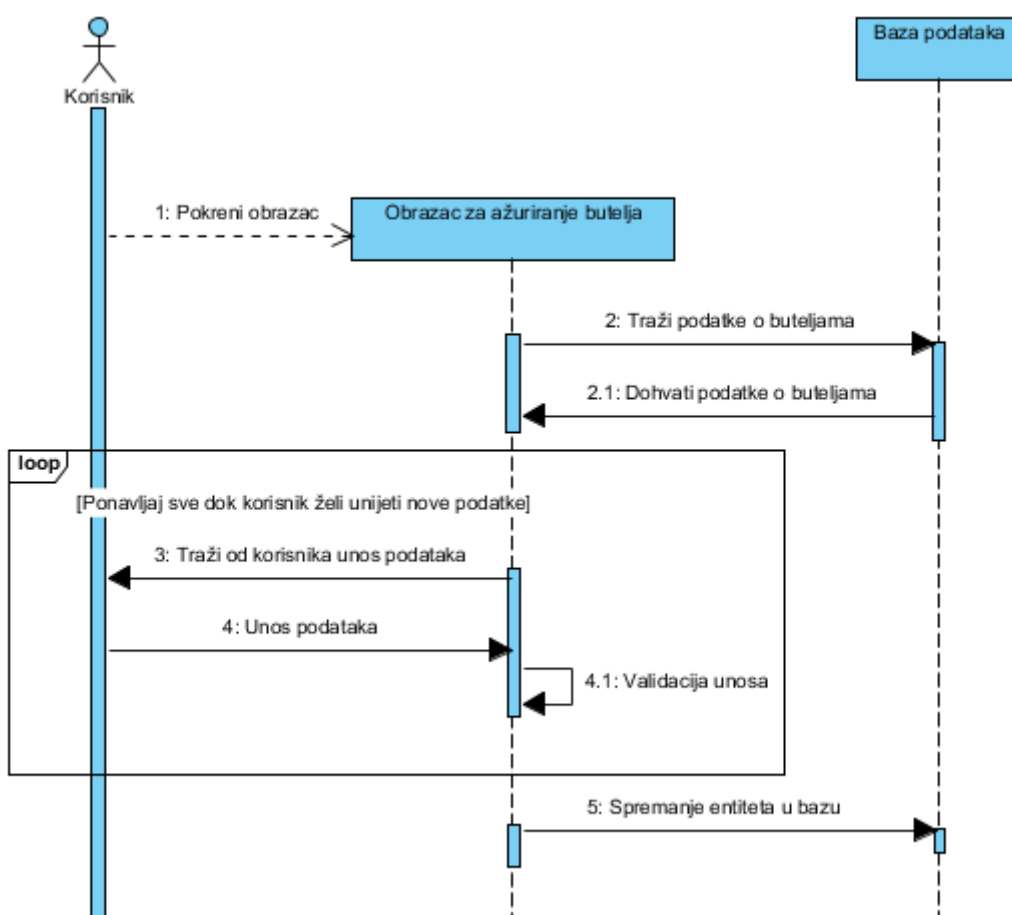 Baza podataka
Korisnik
1: Pokreni obrazac
Obrazac za ažuriranje butelja
2: Traži podatke o buteljama
2.1: Dohvati podatke o buteljama
loop
[Ponavljaj sve dok korisnik želi unijeti nove podatke]
3: Traži od korisnika unos podataka
4: Unos podataka
4.1: Validacija unosa
5: Spremanje entiteta u bazu